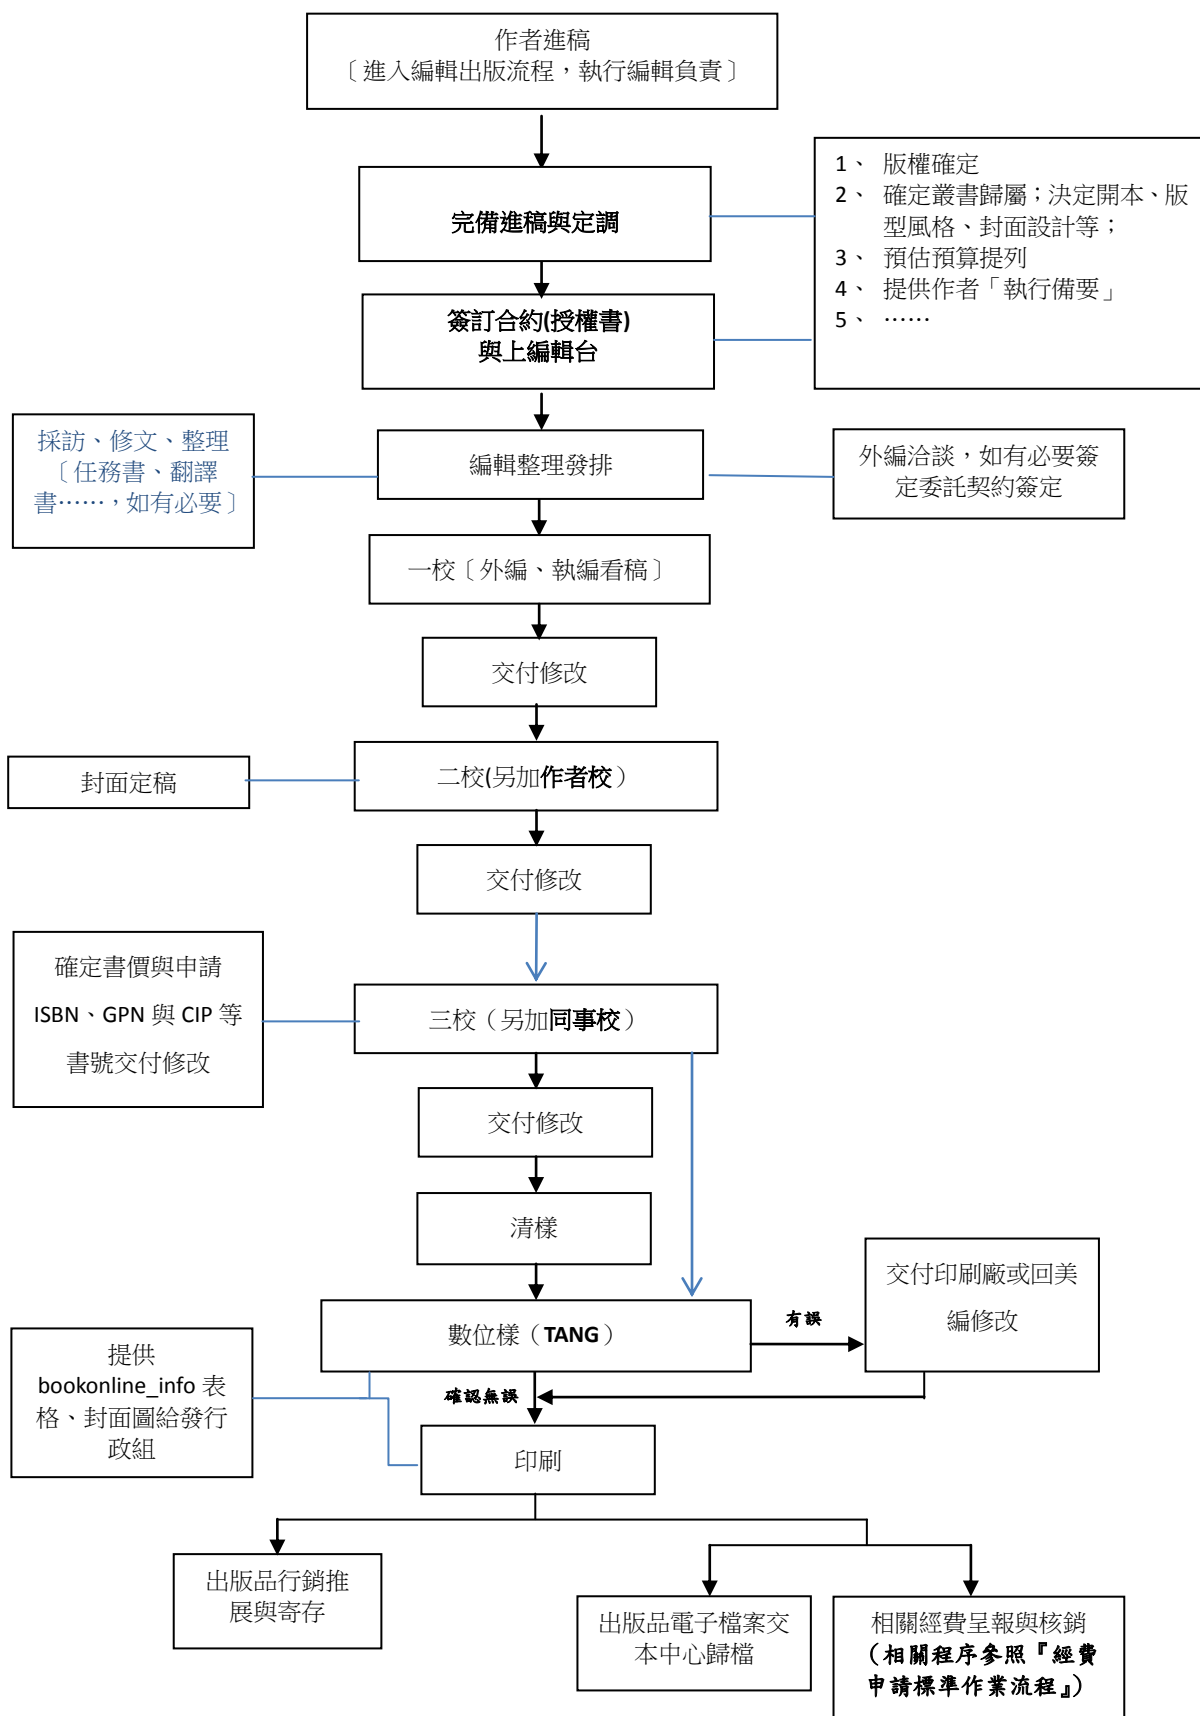 作者進稿
〔進入編輯出版流程，執行編輯負責〕
完備進稿與定調
1、 版權確定
2、 確定叢書歸屬；決定開本、版
型風格、封面設計等；
3、 預估預算提列
4、 提供作者「執行備要」
5、 ……
簽訂合約(授權書)
與上編輯台
採訪、修文、整理
〔任務書、翻譯
書……，如有必要〕
編輯整理發排
外編洽談，如有必要簽
定委託契約簽定
一校〔外編、執編看稿〕
交付修改
封面定稿
二校(另加作者校）
交付修改
確定書價與申請
ISBN、GPN 與 CIP 等
書號交付修改
三校（另加同事校）
交付修改
清樣
數位樣（TANG）
有誤
交付印刷廠或回美
編修改
提供
bookonline_info 表
格、封面圖給發行
政組
確認無誤
印刷
出版品行銷推
展與寄存
出版品電子檔案交
本中心歸檔
相關經費呈報與核銷
（相關程序參照『經費
申請標準作業流程』）